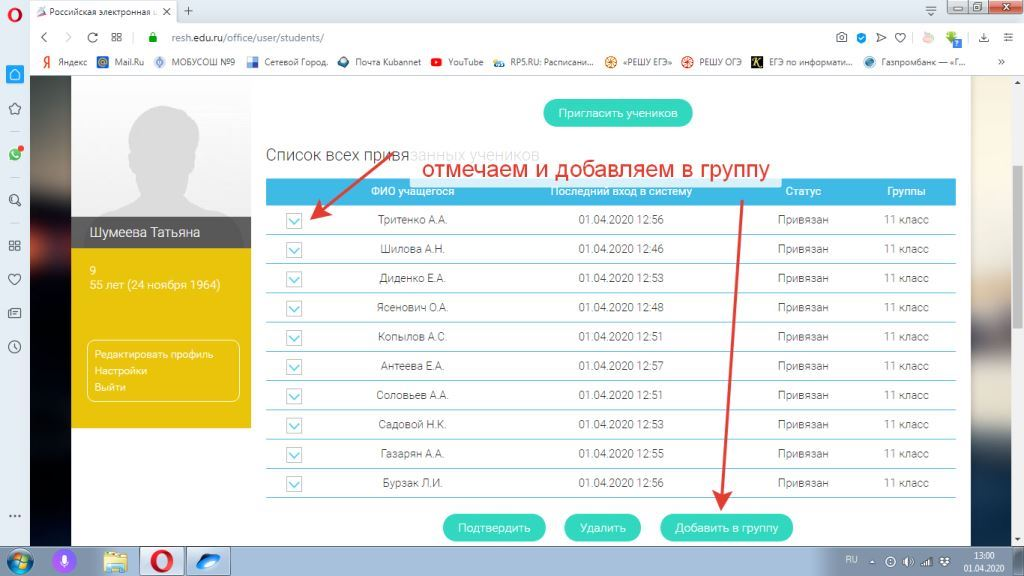 Российская электронная ш
resh.edu.ru/office/user/students/
Яндекс
Mail.Ru
МОБУСОШ №9
Сетевой Город.
Почта Kubannet
YouTube
RP5.RU: Расписани...
«РЕШУ ЕГЭ»
РЕШУ ОГЭ
ЕГЭ по информати...
Газпромбанк — «Г...
»
Пригласить учеников
Список всех привязанных учеников
отмечаем и добавляем в группу
ФИО учащегося Последний вход в систему Статус Группы
Тритенко А.А. 01.04.2020 12:56 Привязан 11 класс
Шилова А.Н. 01.04.2020 12:46 Привязан 11 класс
Диденко Е.А. 01.04.2020 12:53 Привязан 11 класс
Ясенович О.А. 01.04.2020 12:48 Привязан 11 класс
Копылов А.С. 01.04.2020 12:51 Привязан 11 класс
Антеева Е.А. 01.04.2020 12:57 Привязан 11 класс
Соловьев А.А. 01.04.2020 12:51 Привязан 11 класс
Садовой Н.К. 01.04.2020 12:53 Привязан 11 класс
Газарян А.А. 01.04.2020 12:55 Привязан 11 класс
Бурзак Л.И. 01.04.2020 12:56 Привязан 11 класс
Подтвердить
Удалить
Добавить в группу
Шумеева Татьяна
9
55 лет (24 ноября 1964)
Редактировать профиль
Настройки
Выйти
RU
13:00
01.04.2020